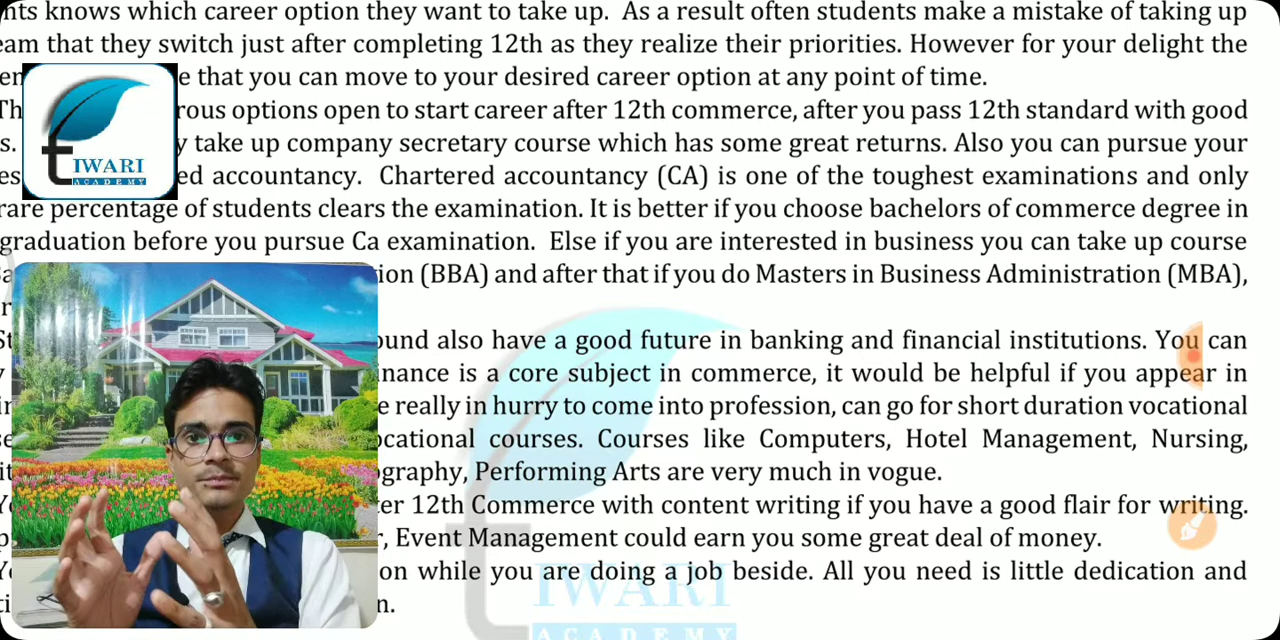 nts knows which career option they want to take up. As a result often students make a mistake of taking up
eam that they switch just after completing 12th as they realize their priorities. However for your delight the
e that you can move to your desired career option at any point of time.
rous options open to start career after 12th commerce, after you pass 12th standard with good
s. y take up company secretary course which has some great returns. Also you can pursue your
ed accountancy. Chartered accountancy (CA) is one of the toughest examinations and only
rare percentage of students clears the examination. It is better if you choose bachelors of commerce degree in
graduation before you pursue Ca examination. Else if you are interested in business you can take up course
ion (BBA) and after that if you do Masters in Business Administration (MBA),
ound also have a good future in banking and financial institutions. You can
inance is a core subject in commerce, it would be helpful if you appear in
e really in hurry to come into profession, can go for short duration vocational
ocational courses. Courses like Computers, Hotel Management, Nursing,
ography, Performing Arts are very much in vogue.
er 12th Commerce with content writing if you have a good flair for writing.
r, Event Management could earn you some great deal of money.
on while you are doing a job beside. All you need is little dedication and
n.
tIWARI
ACADEMY
tIWARI
ACADEMY